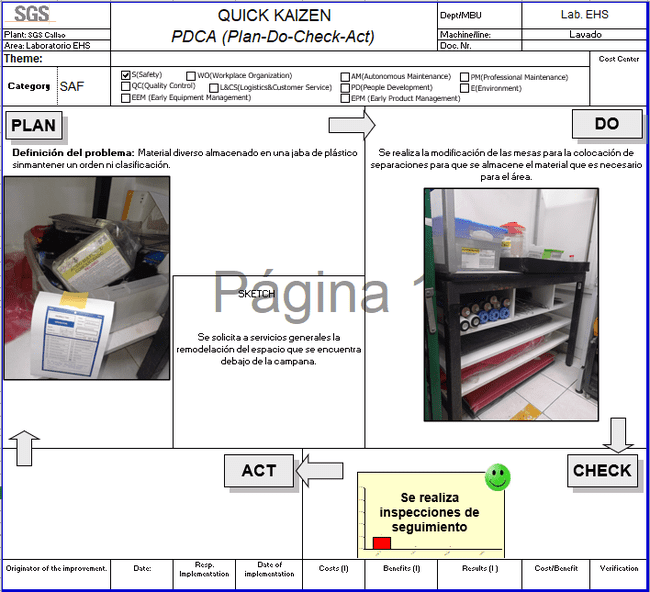 SGS
QUICK KAIZEN
PDCA (Plan-Do-Check-Act)
Dept/MBU
Lab. EHS
Plant: SGS Callao
Machine/line:
Lavado
Area: Laboratorio EHS
Doc. Nr.
Theme:
Cost Center
Category
SAF
S(Safety)
WO(Workplace Organization)
AM(Autonomous Maintenance)
PM(Professional Maintenance)
QC(Quality Control)
L&CS(Logistics&Customer Service)
PD(People Development)
E(Environment)
EEM (Early Equipment Management)
EPM (Early Product Management)
PLAN
DO
Definición del problema: Material diverso almacenado en una jaba de plástico
sinmantener un orden ni clasificación.
Se realiza la modificación de las mesas para la colocación de
separaciones para que se almacene el material que es necesario
para el área.
Página 1
SKETCH
Se solicita a servicios generales la
remodelación del espacio que se encuentra
debajo de la campana.
ACT
CHECK
Se realiza
inspecciones de
seguimiento
Originator of the improvement.
Date:
Resp.
Implementation
Date of
implementation
Costs (I)
Benefits (I)
Results (I )
Cost/Benefit
Verification